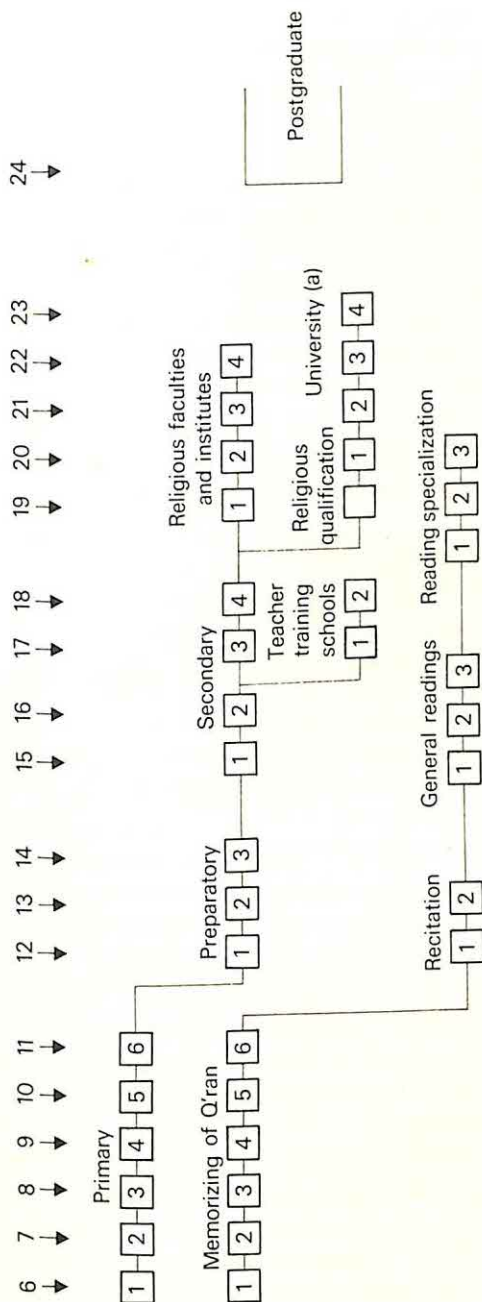 6 7 8 9 10 11 12 13 14 15 16 17 18 19 20 21 22 23 24
Primary
1 2 3 4 5 6
Memorizing of Q'ran
1 2 3 4 5 6
Preparatory
1 2 3
Secondary
1 2 3 4
Teacher
training
schools
1 2
Religious faculties
and institutes
1 2 3 4
Religious
qualification
University (a)
1 2 3 4
Postgraduate
Recitation
1 2
General readings
1 2 3
Reading specialization
1 2 3